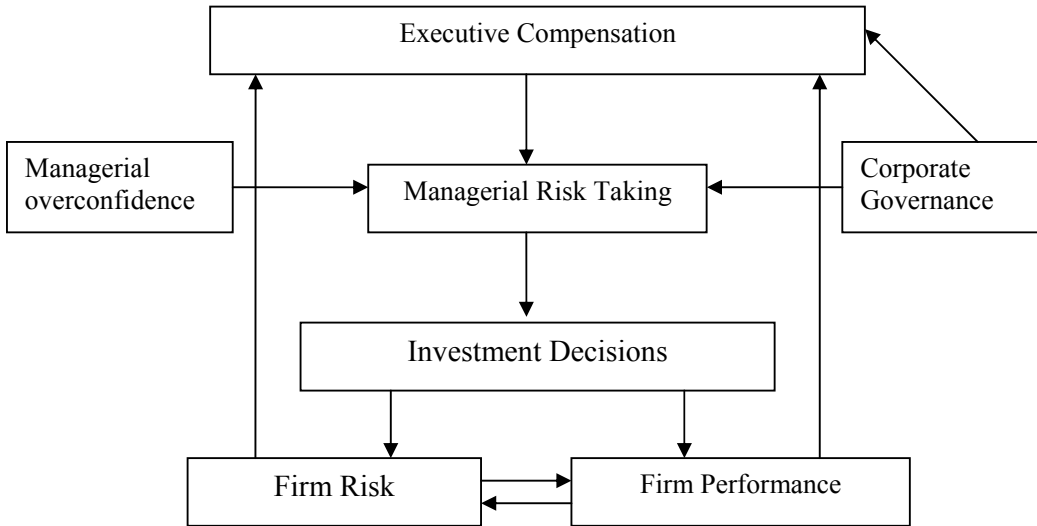 Executive Compensation
Managerial
overconfidence
Managerial Risk Taking
Corporate
Governance
Investment Decisions
Firm Risk
Firm Performance